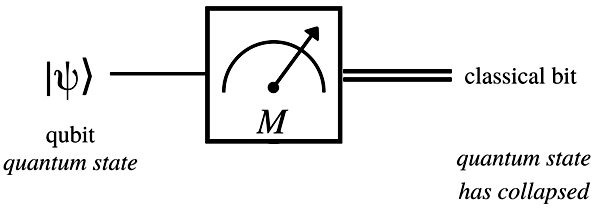 |ψ⟩
qubit
quantum state
M
classical bit
quantum state
has collapsed